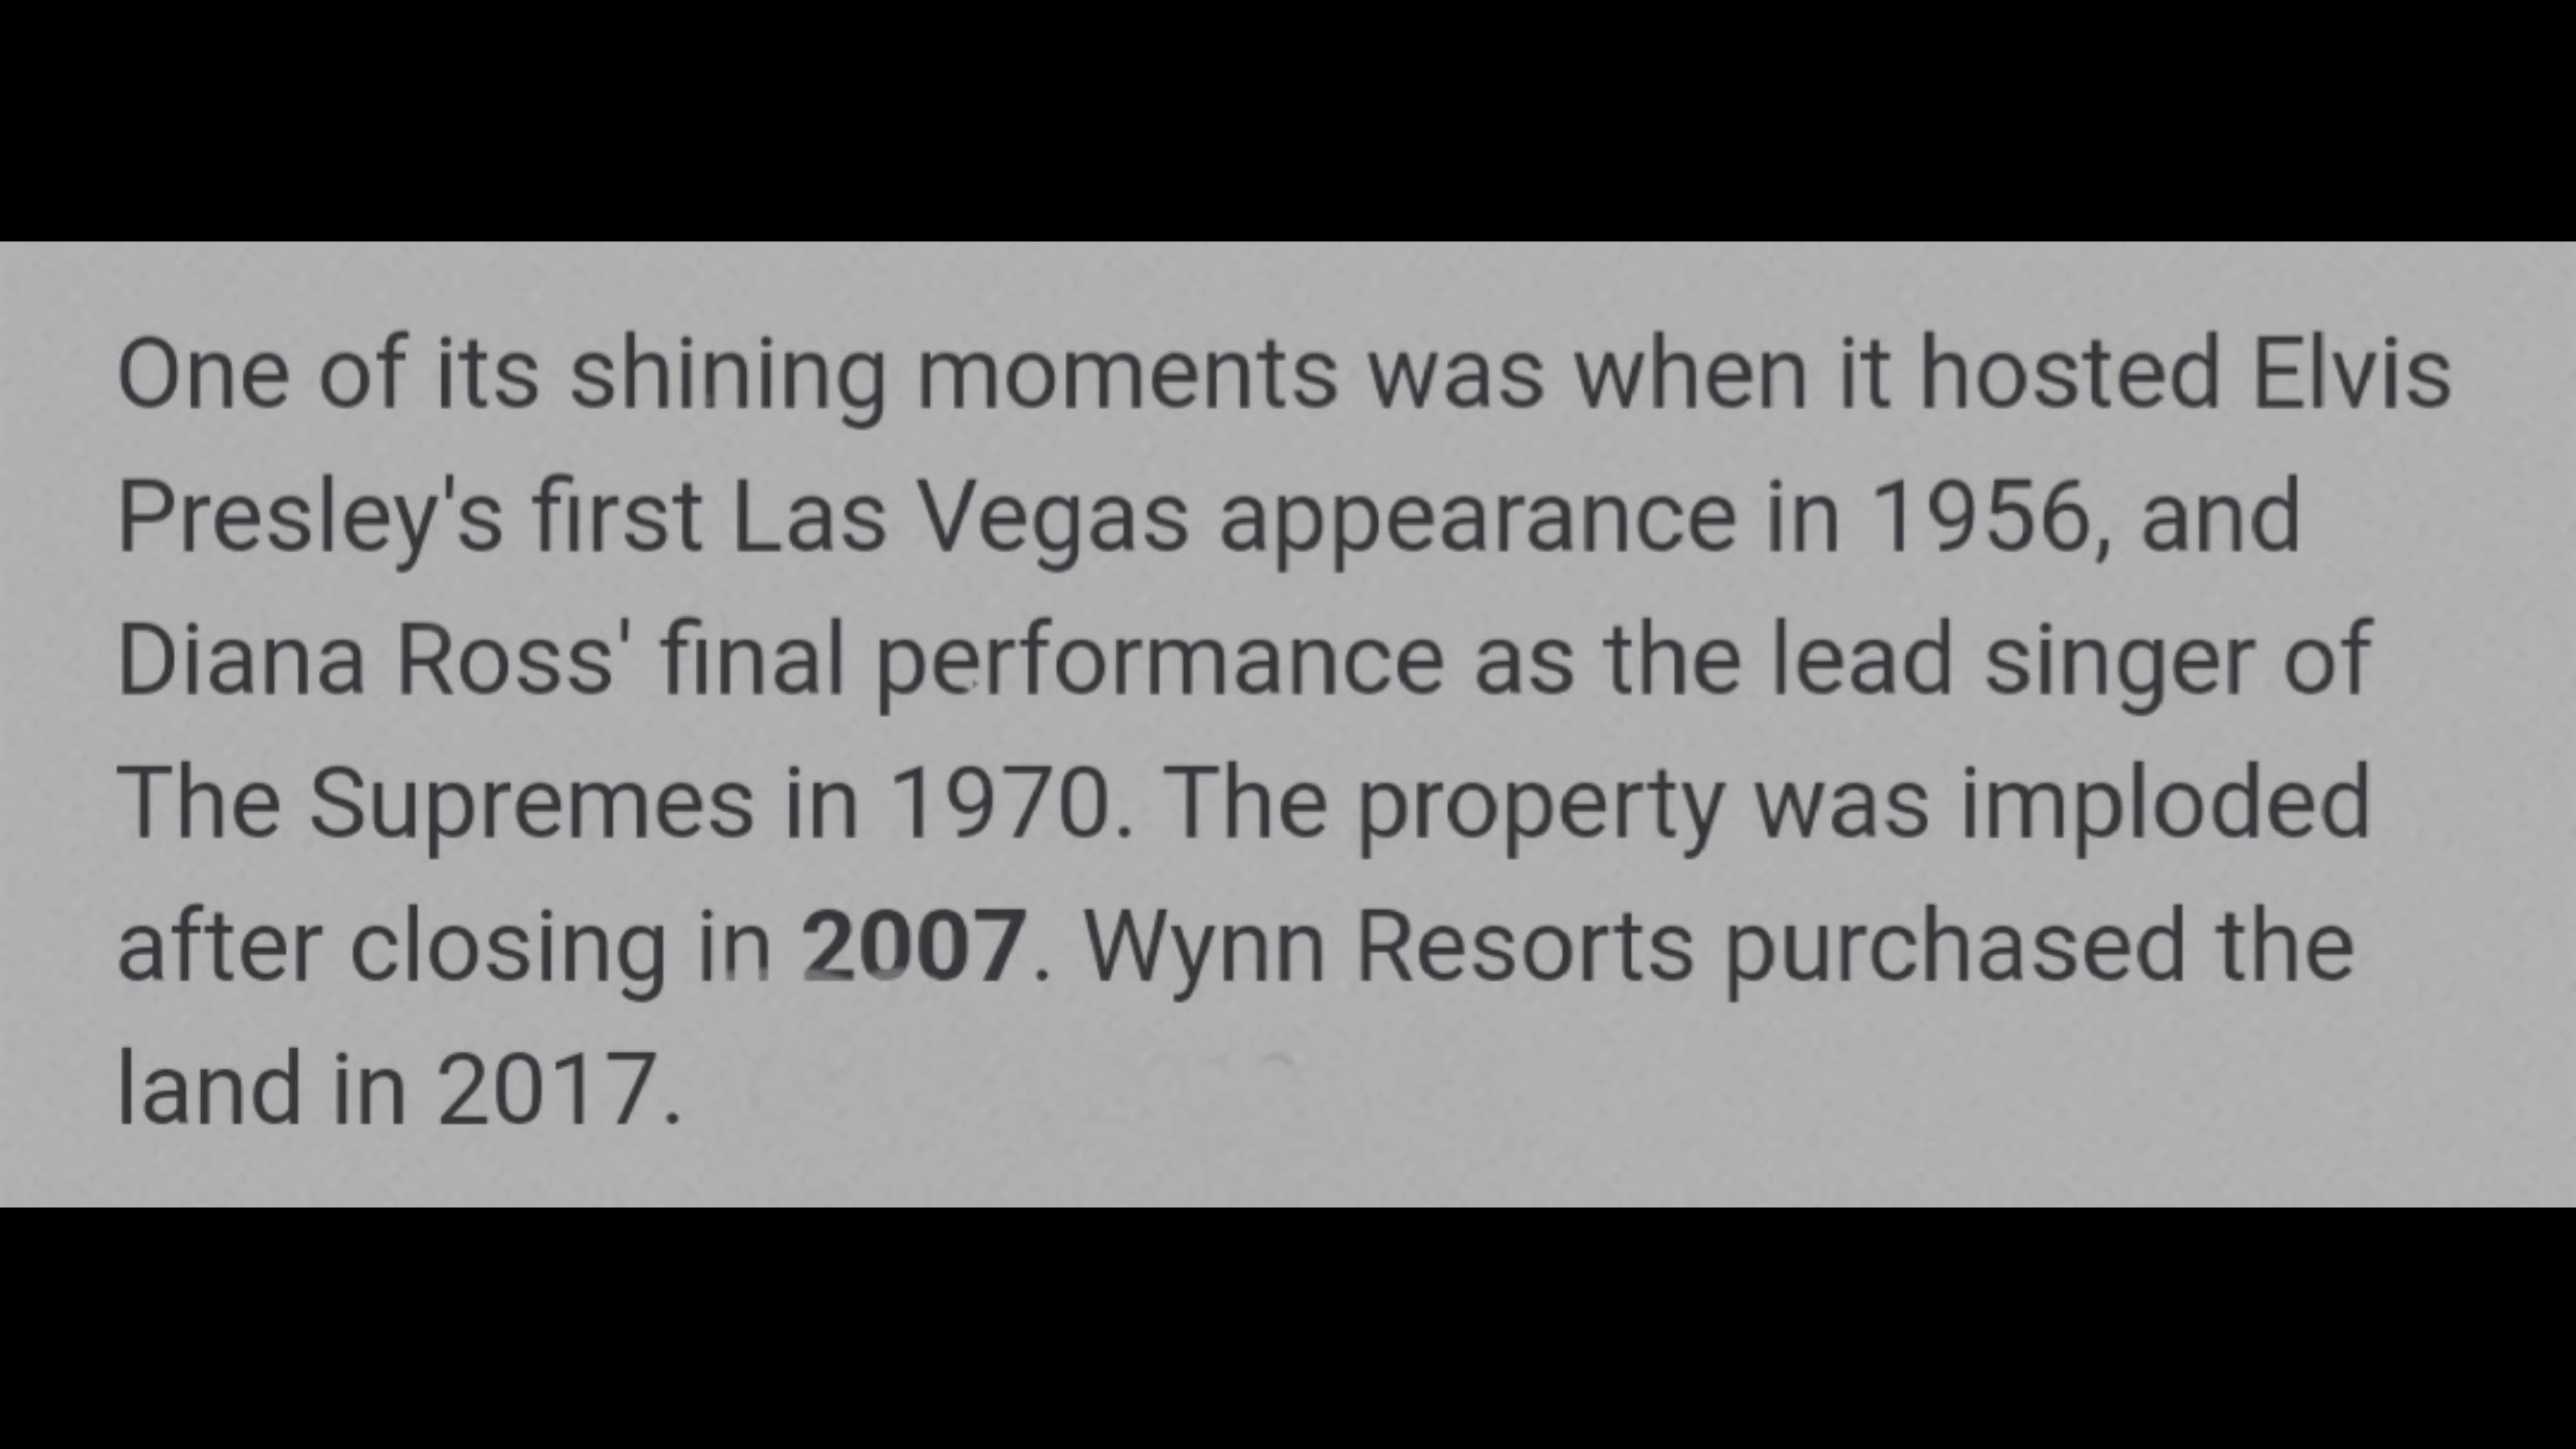 One of its shining moments was when it hosted Elvis
Presley's first Las Vegas appearance in 1956, and
Diana Ross' final performance as the lead singer of
The Supremes in 1970. The property was imploded
after closing in 2007. Wynn Resorts purchased the
land in 2017.